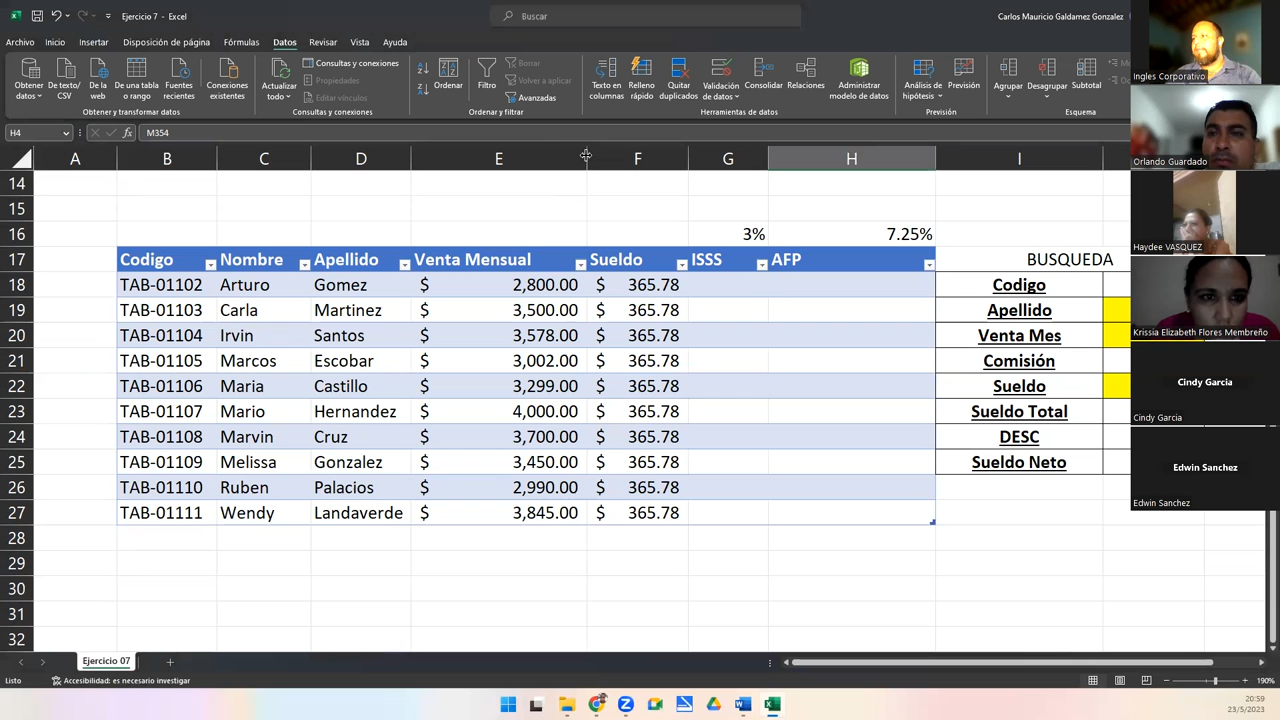 Ejercicio 7 - Excel
Buscar
Carlos Mauricio Galdamez Gonzalez
Archivo Inicio Insertar Disposición de página Fórmulas Datos Revisar Vista Ayuda
Obtener datos
De text/CSV
De la web
De una tabla o rango
Fuentes recientes
Conexiones existentes
Obtener y transformar datos
Actualizar todo
Consultas y conexiones
Propiedades
Editar vínculos
Consultas y conexiones
Ordenar
Filtro
Borrar
Volver a aplicar
Avanzadas
Ordenar y filtrar
Texto en columnas
Relleno rápido
Quitar duplicados
Validación de datos
Consolidar
Relaciones
Administrar modelo de datos
Herramientas de datos
Análisis de hipótesis
Previsión
Previsión
Agrupar
Desagrupar
Subtotal
Esquema
H4 fx M354
A B C D E F G H I
14
15
16 3% 7.25%
17 Codigo Nombre Apellido Venta Mensual Sueldo ISSS AFP BUSQUEDA
18 TAB-01102 Arturo Gomez $ 2,800.00 $ 365.78 Codigo
19 TAB-01103 Carla Martinez $ 3,500.00 $ 365.78 Apellido
20 TAB-01104 Irvin Santos $ 3,578.00 $ 365.78 Venta Mes
21 TAB-01105 Marcos Escobar $ 3,002.00 $ 365.78 Comisión
22 TAB-01106 Maria Castillo $ 3,299.00 $ 365.78 Sueldo
23 TAB-01107 Mario Hernandez $ 4,000.00 $ 365.78 Sueldo Total
24 TAB-01108 Marvin Cruz $ 3,700.00 $ 365.78 DESC
25 TAB-01109 Melissa Gonzalez $ 3,450.00 $ 365.78 Sueldo Neto
26 TAB-01110 Ruben Palacios $ 2,990.00 $ 365.78
27 TAB-01111 Wendy Landaverde $ 3,845.00 $ 365.78
28
29
30
31
32
Ejercicio 07
Listo Accesibilidad: es necesario investigar 190%
20:59
23/5/2023
Ingles Corporativo
Orlando Guardado
Haydee VASQUEZ
Krissia Elizabeth Flores Membreño
Cindy Garcia
Cindy Garcia
Edwin Sanchez
Edwin Sanchez